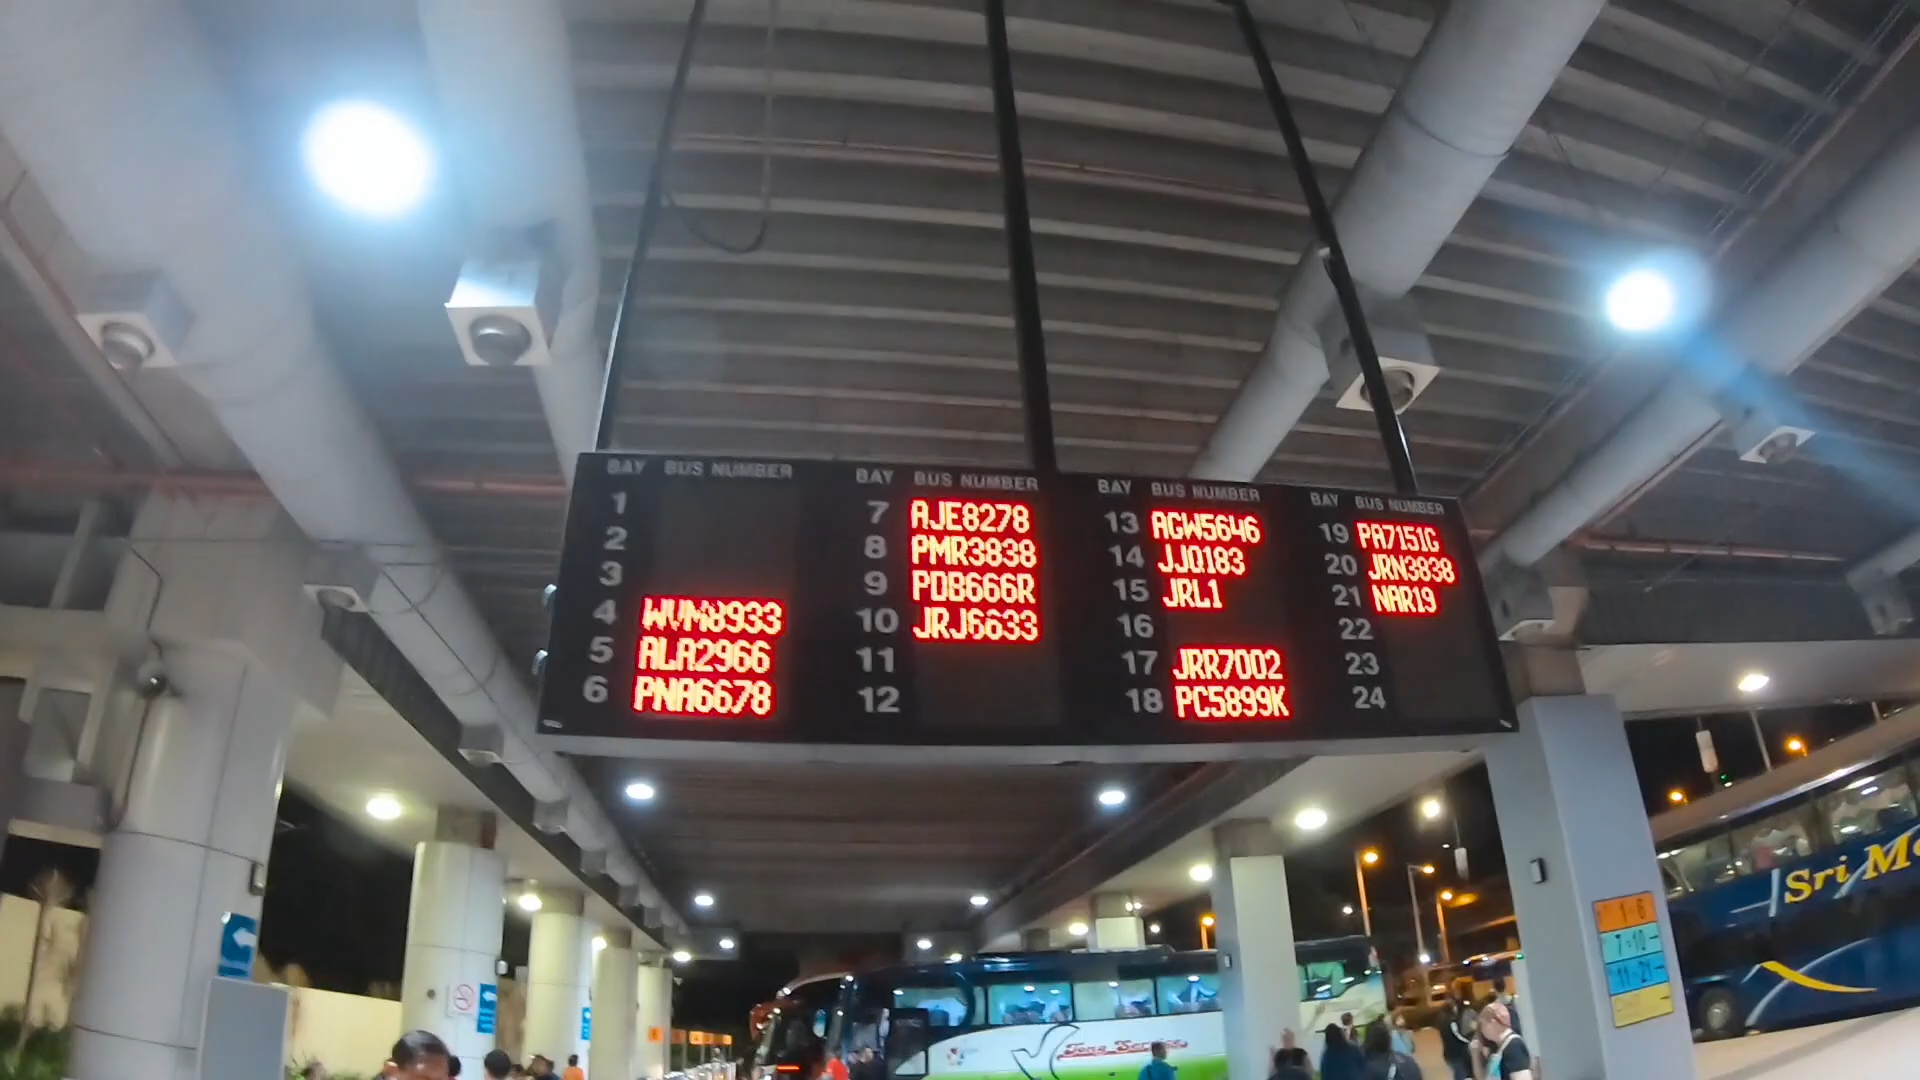 BAY BUS NUMBER
1
2
3
4 WVM8933
5 ALA2966
6 PNA6678
BAY BUS NUMBER
7 AJE8278
8 PMR3838
9 PDB666R
10 JRJ6633
11
12
BAY BUS NUMBER
13 AGW5646
14 JJQ183
15 JRL1
16
17 JRR7002
18 PC5899K
BAY BUS NUMBER
19 PA7151G
20 JRN3838
21 NAR19
22
23
24
Sri M
1 - 6
7 - 10
11 - 21